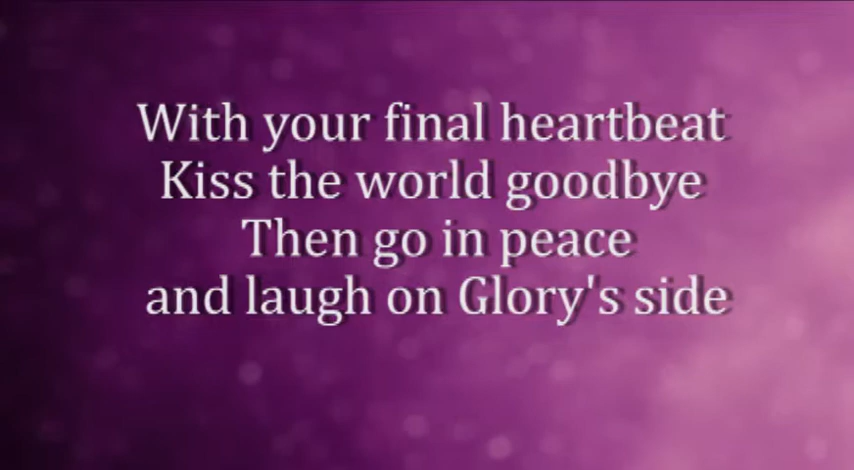 With your final heartbeat
Kiss the world goodbye
Then go in peace
and laugh on Glory's side